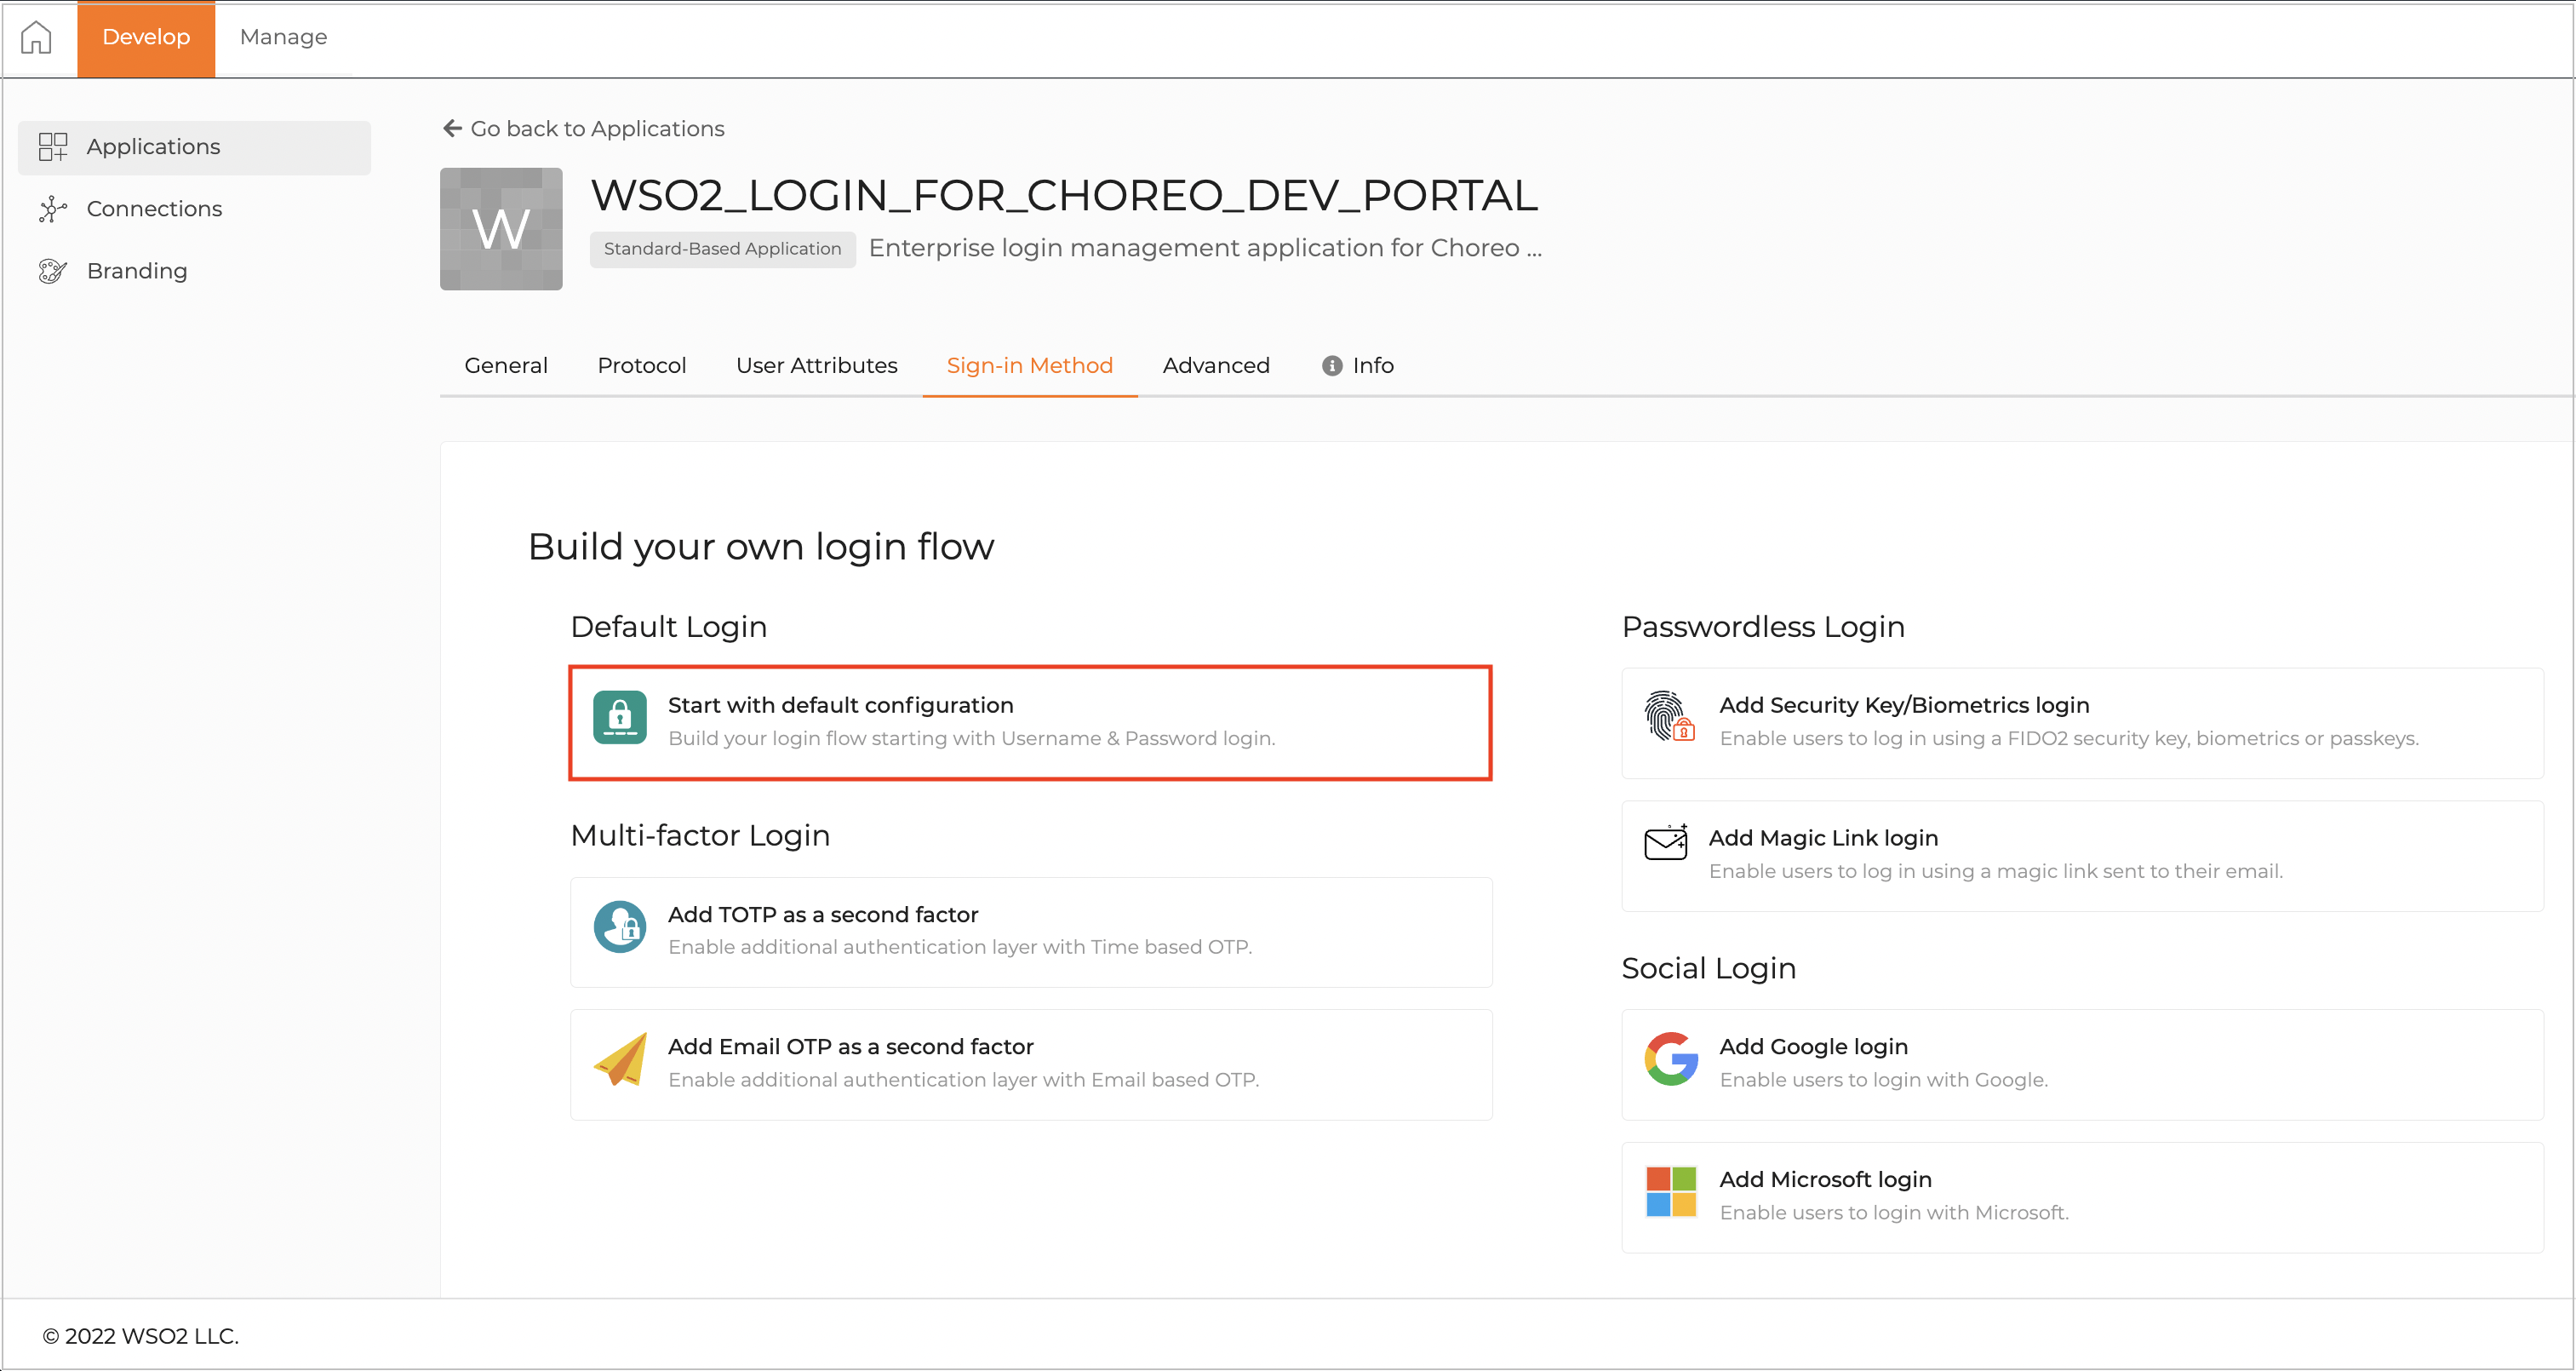 Develop
Manage
Applications
Connections
Branding
Go back to Applications
W
WSO2_LOGIN_FOR_CHOREO_DEV_PORTAL
Standard-Based Application
Enterprise login management application for Choreo ...
General
Protocol
User Attributes
Sign-in Method
Advanced
Info
Build your own login flow
Default Login
Start with default configuration
Build your login flow starting with Username & Password login.
Multi-factor Login
Add TOTP as a second factor
Enable additional authentication layer with Time based OTP.
Add Email OTP as a second factor
Enable additional authentication layer with Email based OTP.
Passwordless Login
Add Security Key/Biometrics login
Enable users to log in using a FIDO2 security key, biometrics or passkeys.
Add Magic Link login
Enable users to log in using a magic link sent to their email.
Social Login
Add Google login
Enable users to login with Google.
Add Microsoft login
Enable users to login with Microsoft.
© 2022 WSO2 LLC.